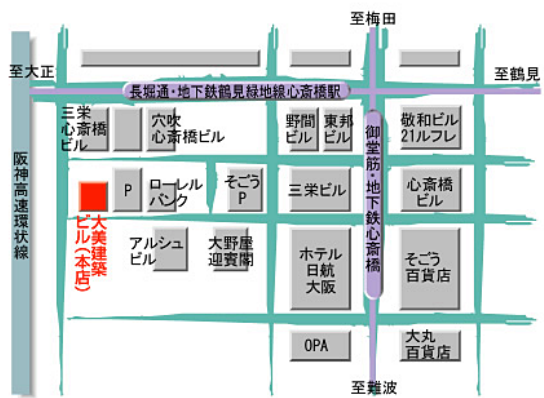 至梅田
至大正
至鶴見
長堀通・地下鉄鶴見緑地線心斎橋駅
三栄
心斎橋
ビル
穴吹
心斎橋ビル
野間
ビル
東邦
ビル
敬和ビル
21ルフレ
御堂筋・地下鉄心斎橋
阪神高速環状線
P
ローレル
バンク
そごう
P
三栄ビル
心斎橋
ビル
大美建築
ビル(本店)
アルシュ
ビル
大野屋
迎賓閣
ホテル
日航
大阪
そごう
百貨店
OPA
大丸
百貨店
至難波